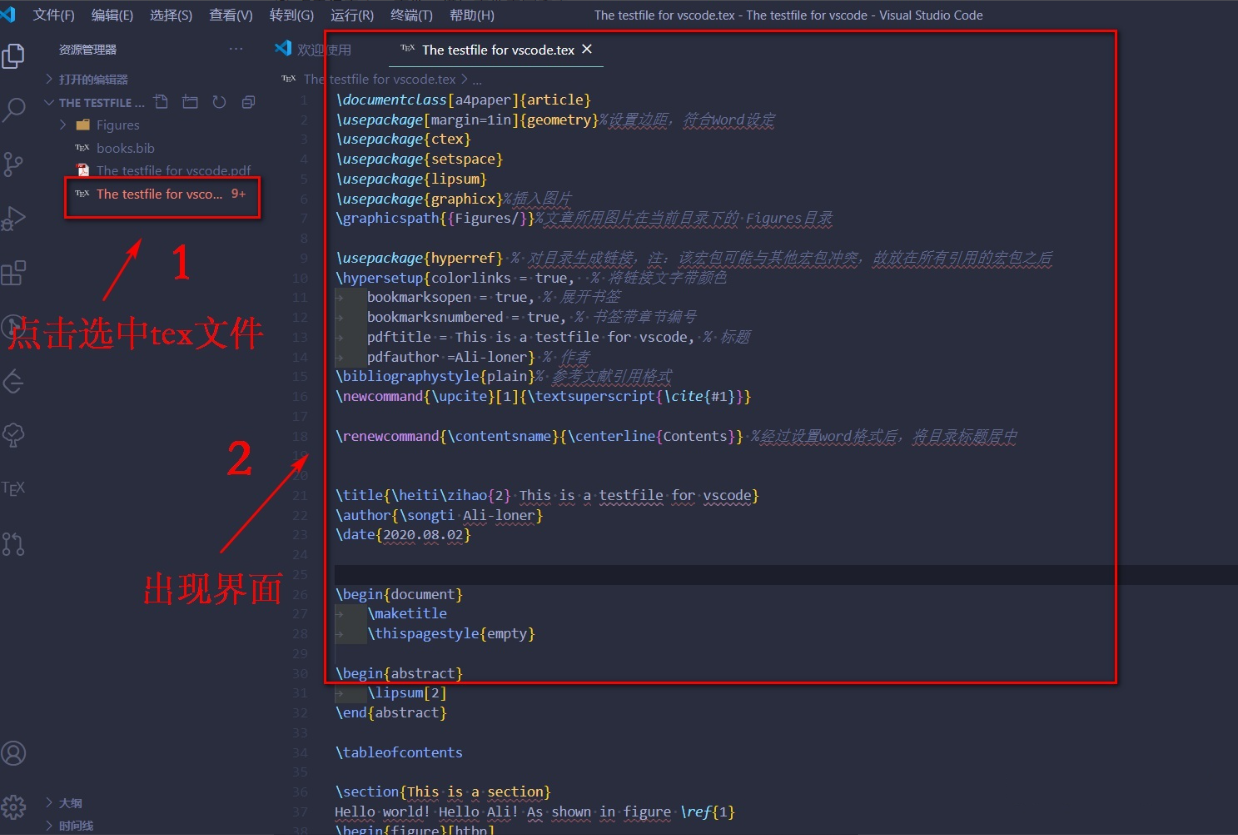 文件(F) 编辑(E) 选择(S) 查看(V) 转到(G) 运行(R) 终端(T) 帮助(H) The testfile for vscode.tex - The testfile for vscode - Visual Studio Code
资源管理器 ...
欢迎使用
TEX The testfile for vscode.tex ×
打开的编辑器
TEX The testfile for vscode.tex > ...
THE TESTFILE ...
Figures
TEX books.bib
The testfile for vscode.pdf
TEX The testfile for vsco... 9+
1
点击选中tex文件
2
出现界面
TEX
大纲
时间线
1 \documentclass[a4paper]{article}
2 \usepackage[margin=1in]{geometry}%设置边距，符合Word设定
3 \usepackage{ctex}
4 \usepackage{setspace}
5 \usepackage{lipsum}
6 \usepackage{graphicx}%插入图片
7 \graphicspath{{Figures/}}%文章所用图片在当前目录下的 Figures目录
8
9 \usepackage{hyperref} % 对目录生成链接，注：该宏包可能与其他宏包冲突，故放在所有引用的宏包之后
10 \hypersetup{colorlinks = true,  % 将链接文字带颜色
11 bookmarksopen = true, % 展开书签
12 bookmarksnumbered = true, % 书签带章节编号
13 pdftitle = This is a testfile for vscode, % 标题
14 pdfauthor =Ali-loner} % 作者
15 \bibliographystyle{plain}% 参考文献引用格式
16 \newcommand{\upcite}[1]{\textsuperscript{\cite{#1}}}
17
18 \renewcommand{\contentsname}{\centerline{Contents}} %经过设置word格式后，将目录标题居中
19
20
21 \title{\heiti\zihao{2} This is a testfile for vscode}
22 \author{\songti Ali-loner}
23 \date{2020.08.02}
24
25
26 \begin{document}
27 \maketitle
28 \thispagestyle{empty}
29
30 \begin{abstract}
31 \lipsum[2]
32 \end{abstract}
33
34 \tableofcontents
35
36 \section{This is a section}
37 Hello world! Hello Ali! As shown in figure \ref{1}
38 \begin{figure}[htbp]